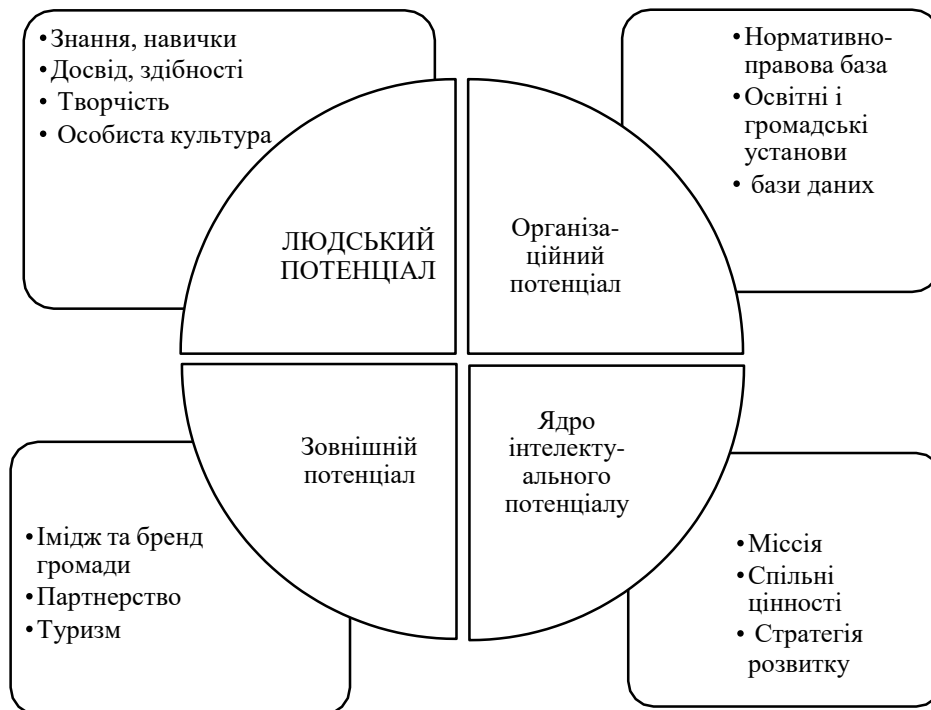 •Знання, навички
•Досвід, здібності
• Творчість
• Особиста культура
ЛЮДСЬКИЙ
ПОТЕНЦІАЛ
•Нормативно-
правова база
•Освітні і
громадські
установи
• бази даних
Організа-
ційний
потенціал
Зовнішній
потенціал
•Імідж та бренд
громади
•Партнерство
•Туризм
Ядро
інтелекту-
ального
потенціалу
•Міссія
•Спільні
цінності
• Стратегія
розвитку